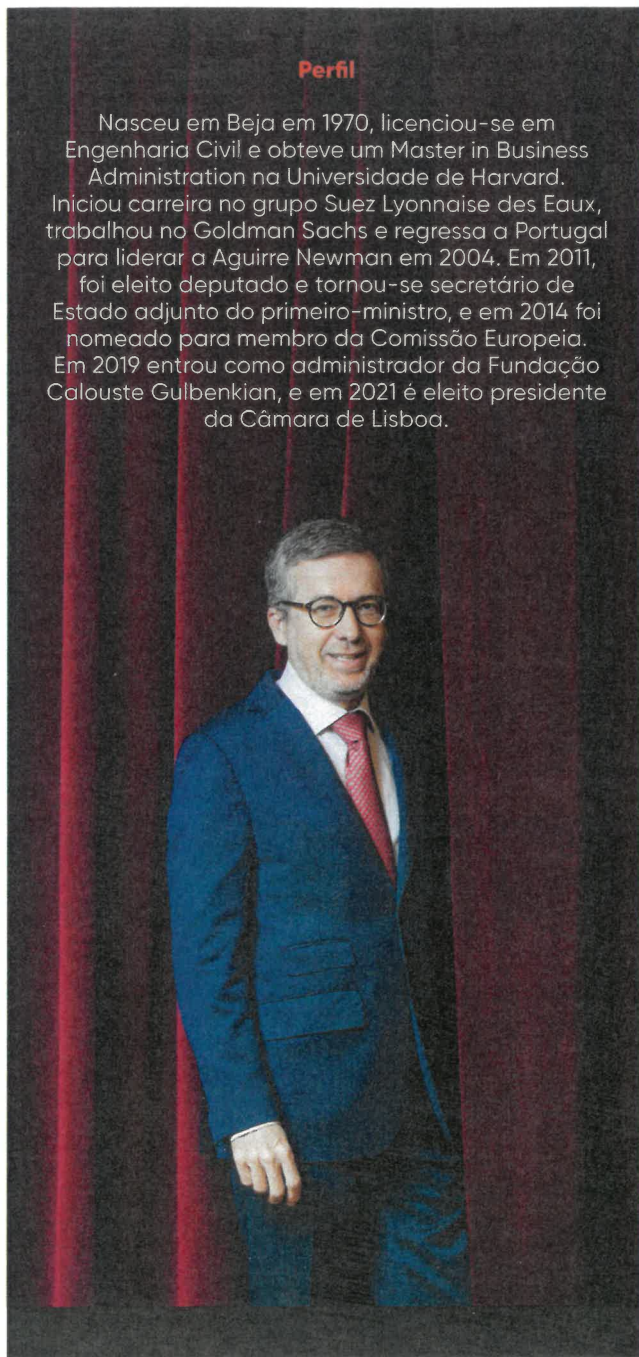 Perfil
Nasceu em Beja em 1970, licenciou-se em
Engenharia Civil e obteve um Master in Business
Administration na Universidade de Harvard.
Iniciou carreira no grupo Suez Lyonnaise des Eaux,
trabalhou no Goldman Sachs e regressa a Portugal
para liderar a Aguirre Newman em 2004. Em 2011,
foi eleito deputado e tornou-se secretário de
Estado adjunto do primeiro-ministro, e em 2014 foi
nomeado para membro da Comissão Europeia.
Em 2019 entrou como administrador da Fundação
Calouste Gulbenkian, e em 2021 é eleito presidente
da Câmara de Lisboa.